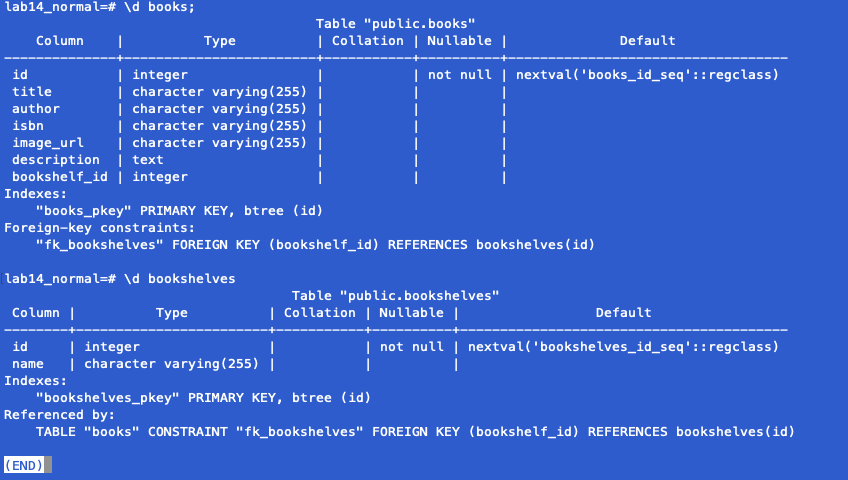 lab14_normal=# \d books;
Table "public.books"
Column | Type | Collation | Nullable | Default
-------------+------------------------+-----------+----------+-----------------------------------
id | integer | | not null | nextval('books_id_seq'::regclass)
title | character varying(255) | | |
author | character varying(255) | | |
isbn | character varying(255) | | |
image_url | character varying(255) | | |
description | text | | |
bookshelf_id | integer | | |
Indexes:
"books_pkey" PRIMARY KEY, btree (id)
Foreign-key constraints:
"fk_bookshelves" FOREIGN KEY (bookshelf_id) REFERENCES bookshelves(id)
lab14_normal=# \d bookshelves
Table "public.bookshelves"
Column | Type | Collation | Nullable | Default
--------+------------------------+-----------+----------+-----------------------------------------
id | integer | | not null | nextval('bookshelves_id_seq'::regclass)
name | character varying(255) | | |
Indexes:
"bookshelves_pkey" PRIMARY KEY, btree (id)
Referenced by:
TABLE "books" CONSTRAINT "fk_bookshelves" FOREIGN KEY (bookshelf_id) REFERENCES bookshelves(id)
(END)